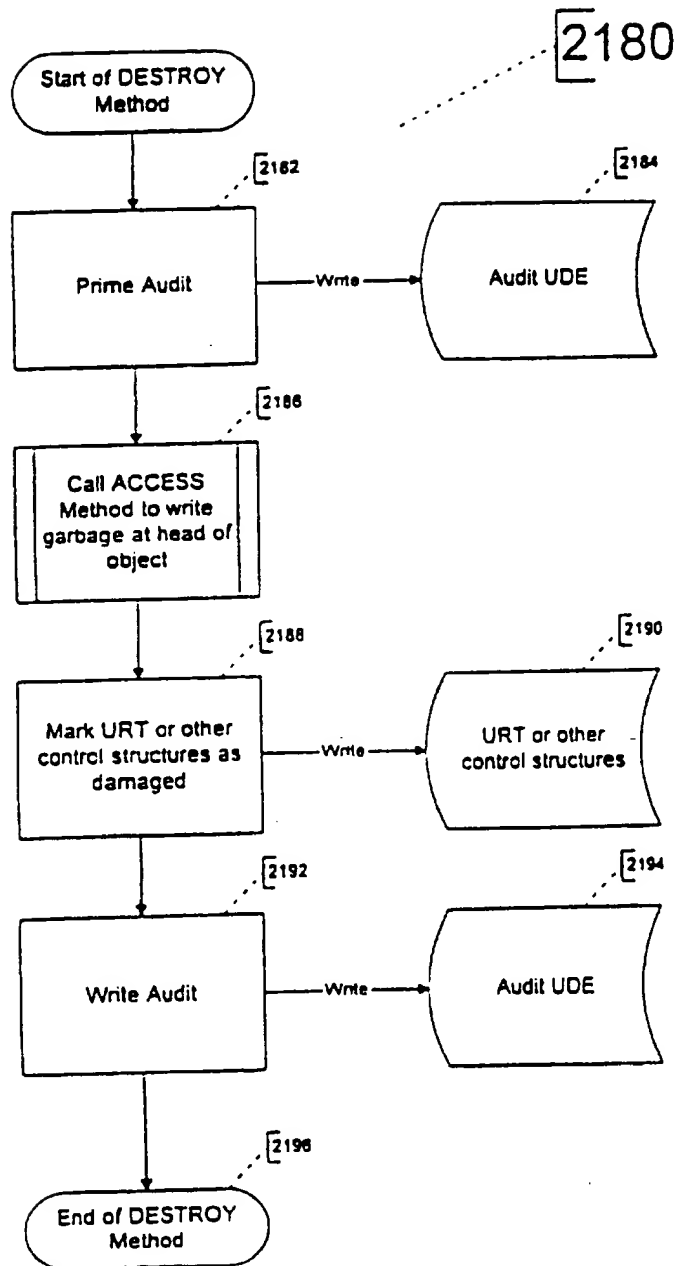 2180
Start of DESTROY
Method
2182
2184
Prime Audit
Write
Audit UDE
2186
Call ACCESS
Method to write
garbage at head of
object
2188
2190
Mark URT or other
control structures as
damaged
Write
URT or other
control structures
2192
2194
Write Audit
Write
Audit UDE
2196
End of DESTROY
Method